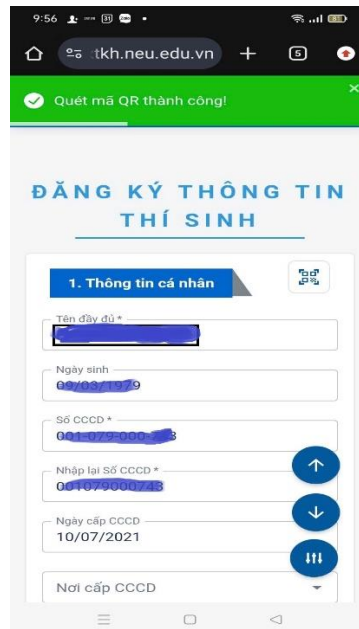 9:56
tkh.neu.edu.vn + 5
Quét mã QR thành công!
ĐĂNG KÝ THÔNG TIN
THÍ SINH
1. Thông tin cá nhân
Tên đầy đủ *
Ngày sinh
Số CCCD *
Nhập lại Số CCCD *
Ngày cấp CCCD
10/07/2021
Nơi cấp CCCD